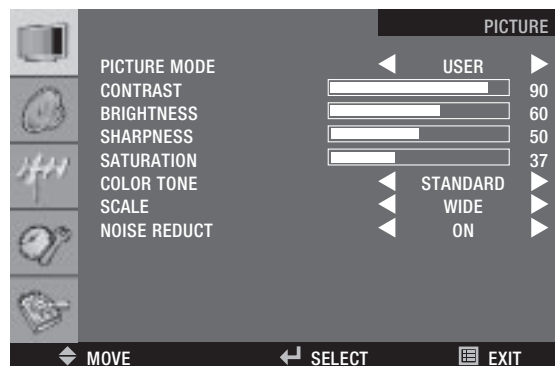 PICTURE
PICTURE MODE USER
CONTRAST 90
BRIGHTNESS 60
SHARPNESS 50
SATURATION 37
COLOR TONE STANDARD
SCALE WIDE
NOISE REDUCT ON
MOVE SELECT EXIT